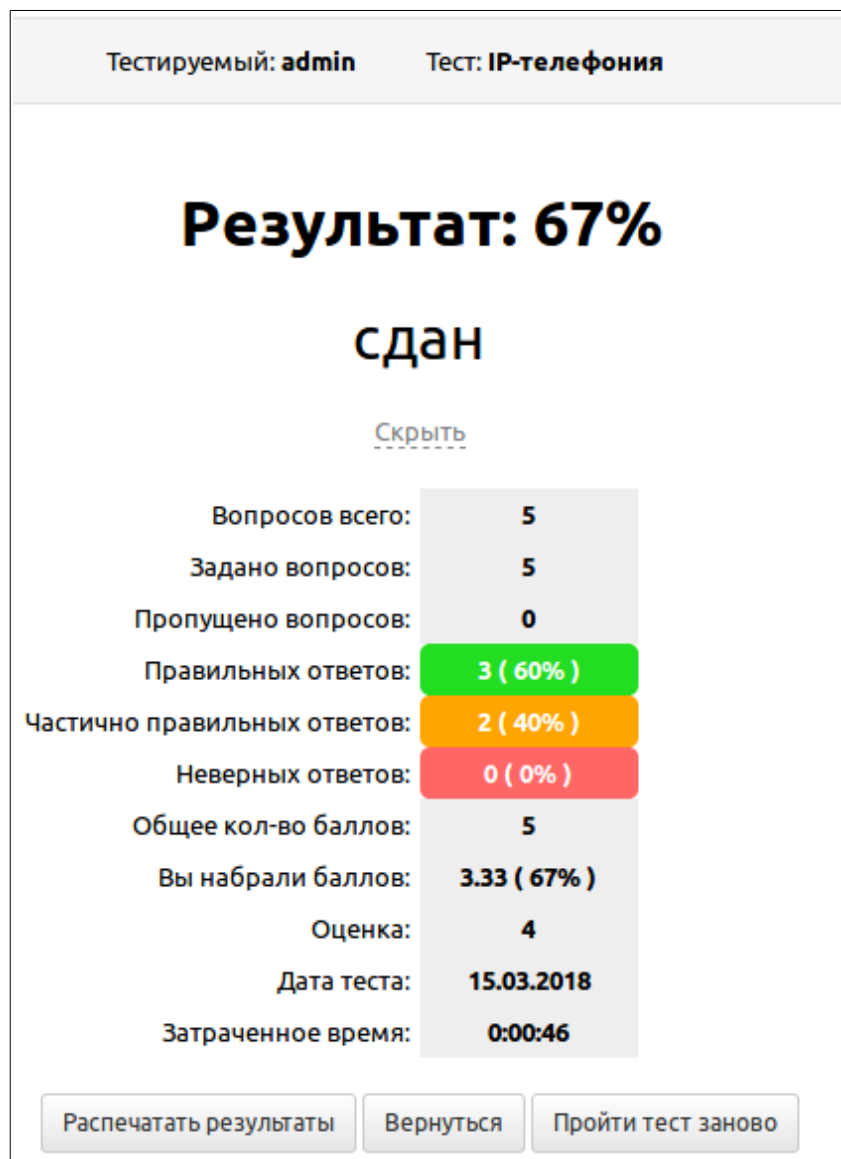 Тестируемый: admin Тест: IP-телефония
Результат: 67%
сдан
Скрыть
Вопросов всего: 5
Задано вопросов: 5
Пропущено вопросов: 0
Правильных ответов: 3 ( 60% )
Частично правильных ответов: 2 ( 40% )
Неверных ответов: 0 ( 0% )
Общее кол-во баллов: 5
Вы набрали баллов: 3.33 ( 67% )
Оценка: 4
Дата теста: 15.03.2018
Затраченное время: 0:00:46
Распечатать результаты Вернуться Пройти тест заново